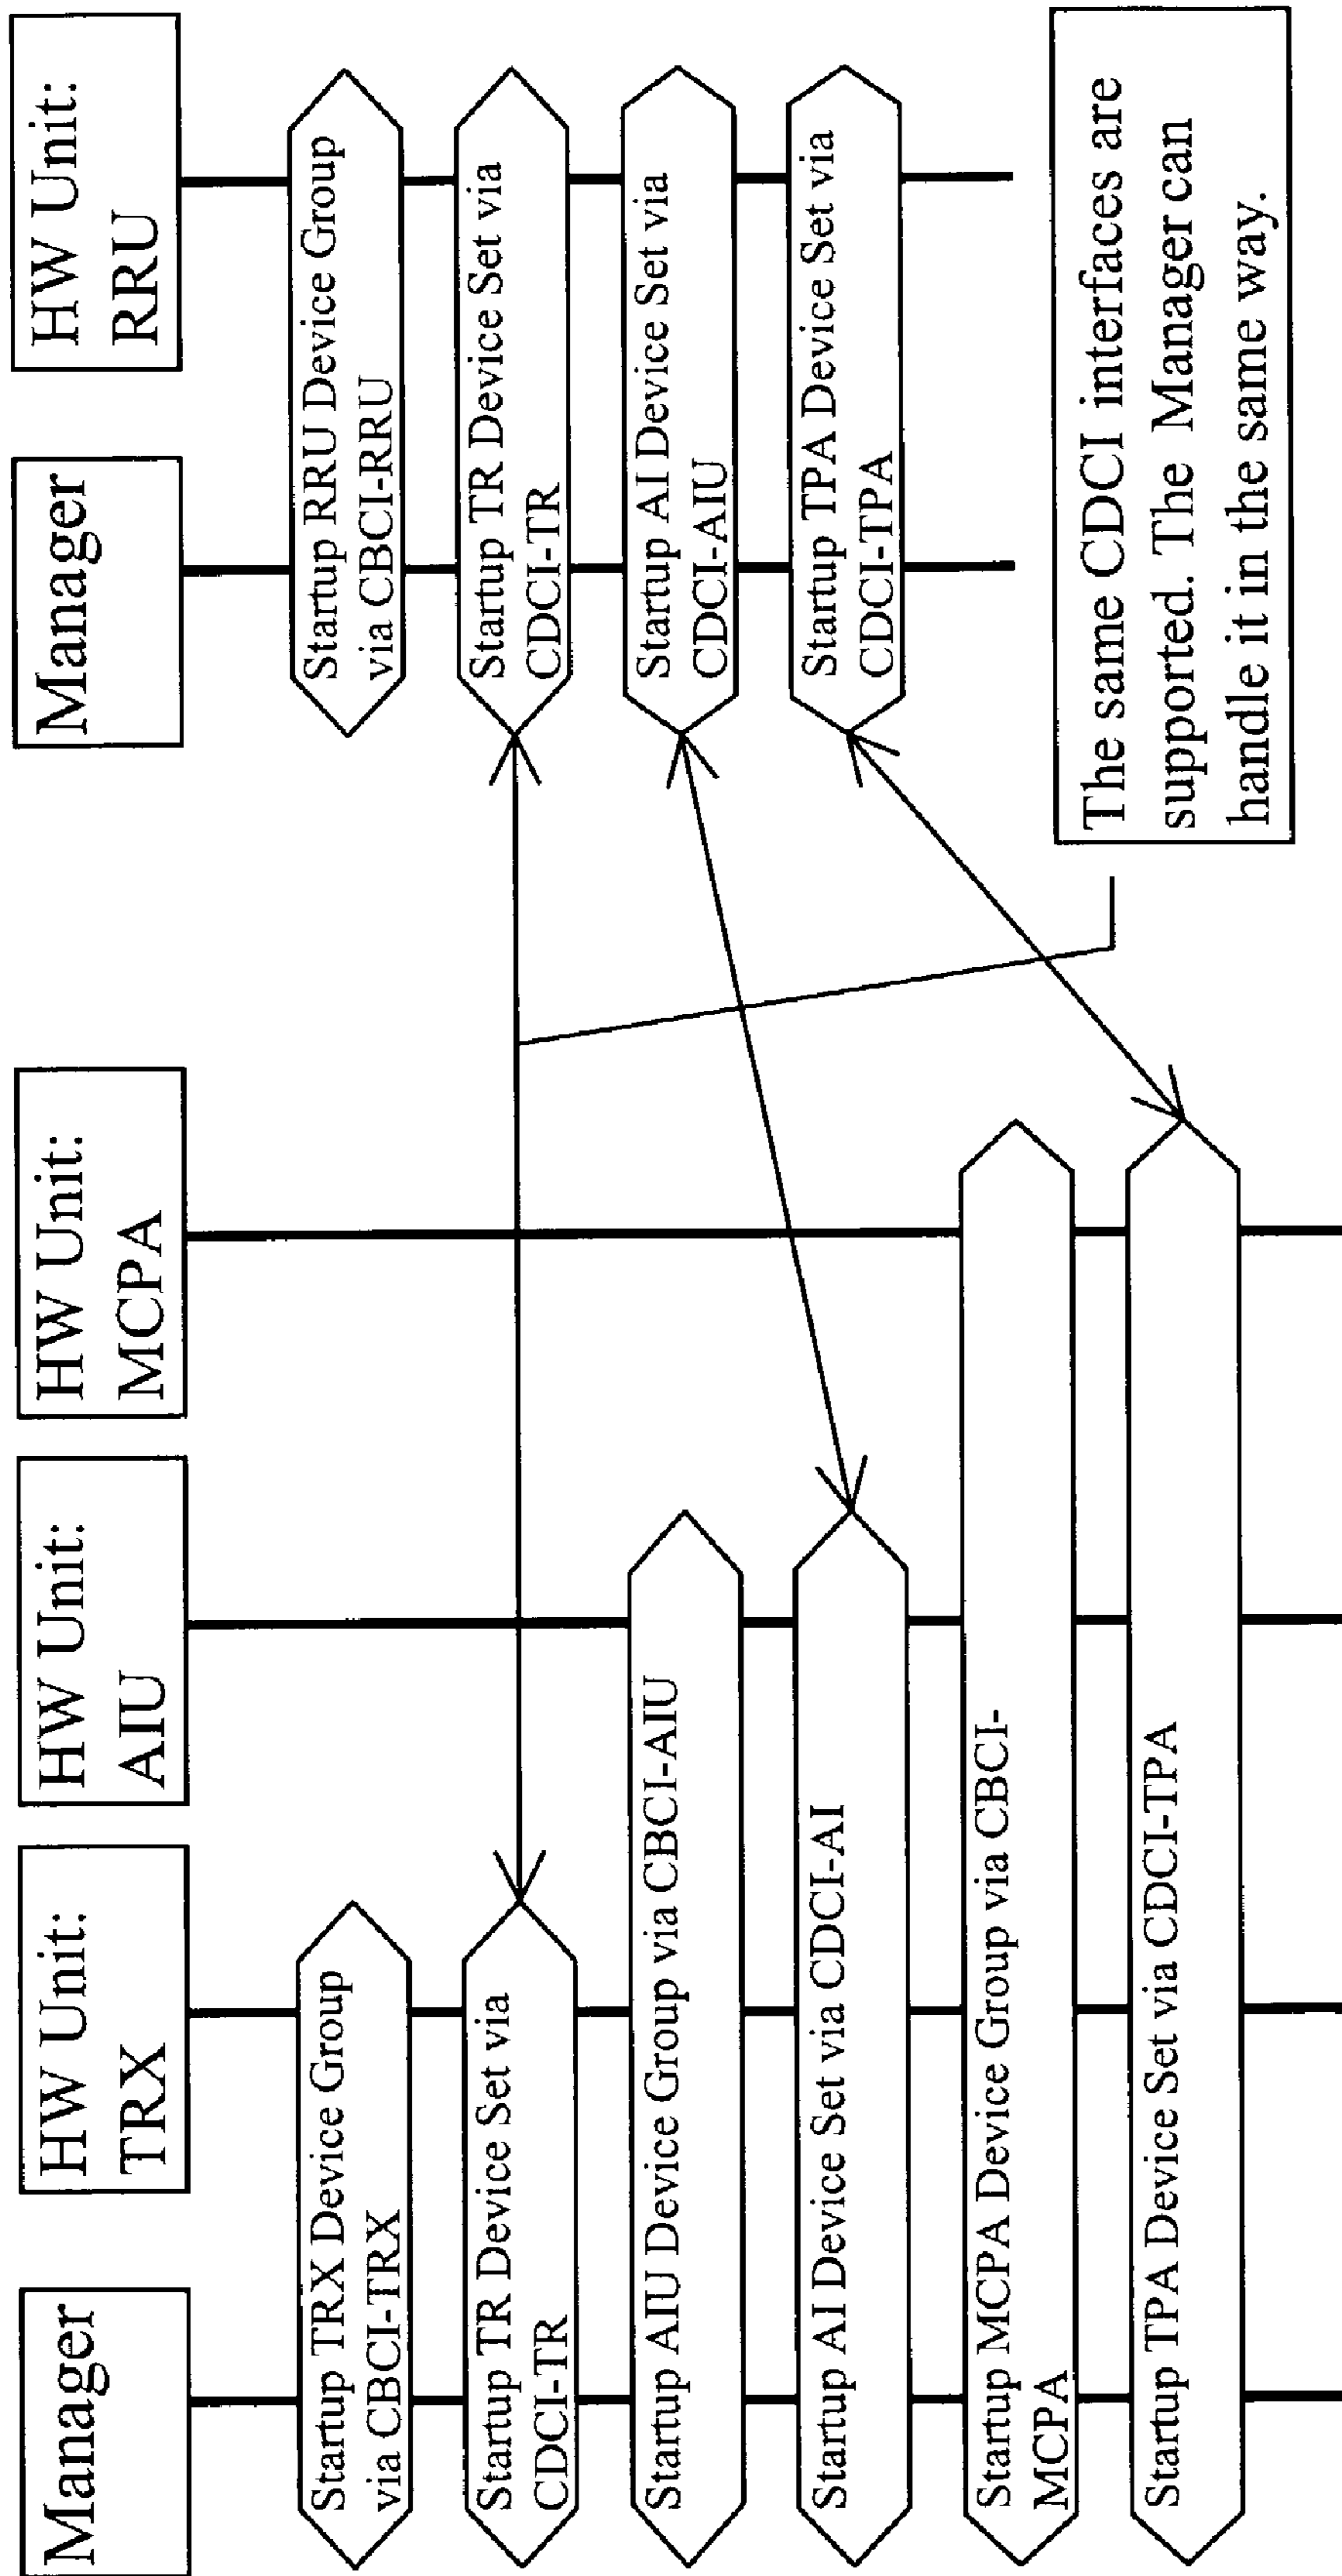 Manager
HW Unit:
TRX
HW Unit:
AIU
HW Unit:
MCPA
Startup TRX Device Group
via CBCI-TRX
Startup TR Device Set via
CDCI-TR
Startup AIU Device Group via CBCI-AIU
Startup AI Device Set via CDCI-AI
Startup MCPA Device Group via CBCI-
MCPA
Startup TPA Device Set via CDCI-TPA
Manager
HW Unit:
RRU
Startup RRU Device Group
via CBCI-RRU
Startup TR Device Set via
CDCI-TR
Startup AI Device Set via
CDCI-AIU
Startup TPA Device Set via
CDCI-TPA
The same CDCI interfaces are
supported. The Manager can
handle it in the same way.